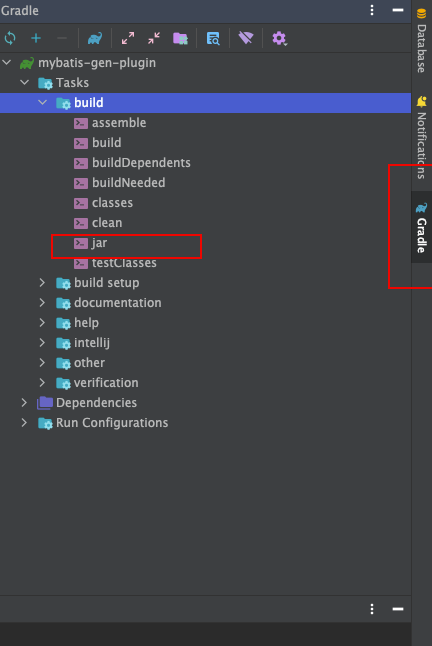 Gradle
mybatis-gen-plugin
Tasks
build
assemble
build
buildDependents
buildNeeded
classes
clean
jar
testClasses
build setup
documentation
help
intellij
other
verification
Dependencies
Run Configurations
Database
Notifications
Gradle